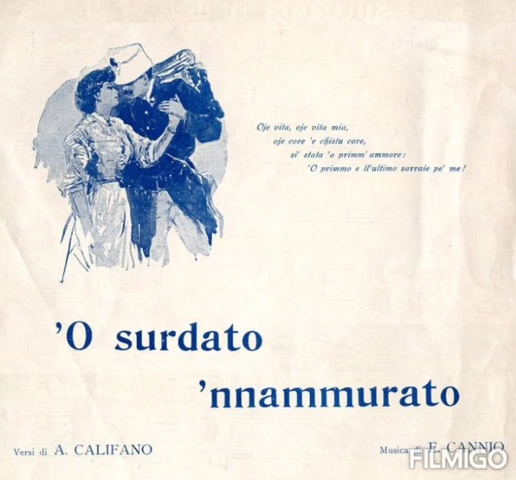 Oje vita, oje vita mia,
oje core 'e chistu core,
si' stata 'o primm' ammore:
'O primmo e ll'ultimo sarraie pe' me!
'O surdato
'nnammurato
Versi di A. CALIFANO
Musica di E. CANNIO
FILMIGO